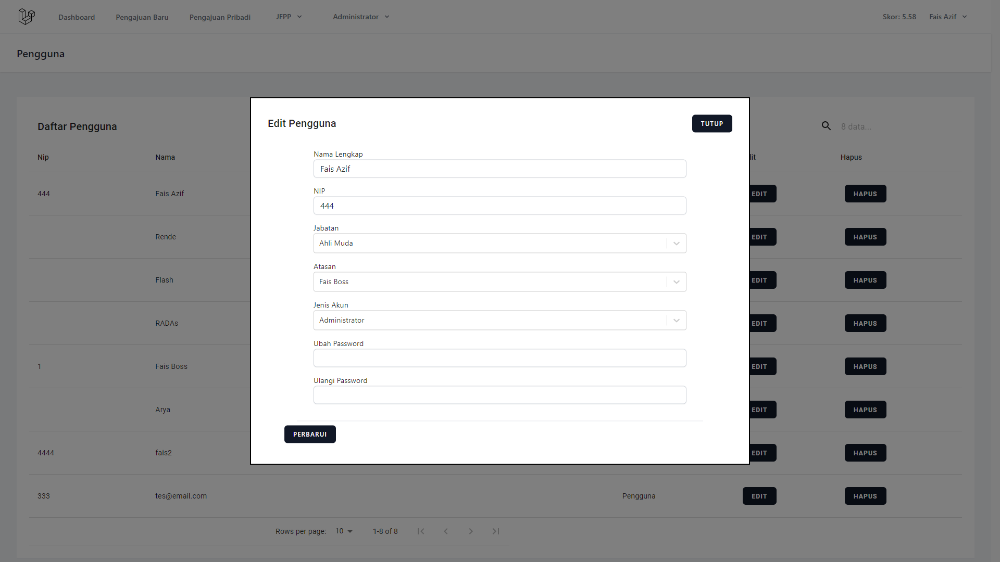 Dashboard Pengajuan Baru Pengajuan Pribadi JFPP Administrator Skor: 5.58 Fais Azif
Pengguna
Daftar Pengguna
8 data...
Nip Nama Hapus
444 Fais Azif EDIT HAPUS
Rende EDIT HAPUS
Flash EDIT HAPUS
RADAs EDIT HAPUS
1 Fais Boss EDIT HAPUS
Arya EDIT HAPUS
4444 fais2 EDIT HAPUS
333 tes@email.com Pengguna EDIT HAPUS
Rows per page: 10 1-8 of 8
Edit Pengguna
TUTUP
Nama Lengkap
Fais Azif
NIP
444
Jabatan
Ahli Muda
Atasan
Fais Boss
Jenis Akun
Administrator
Ubah Password
Ulangi Password
PERBARUI